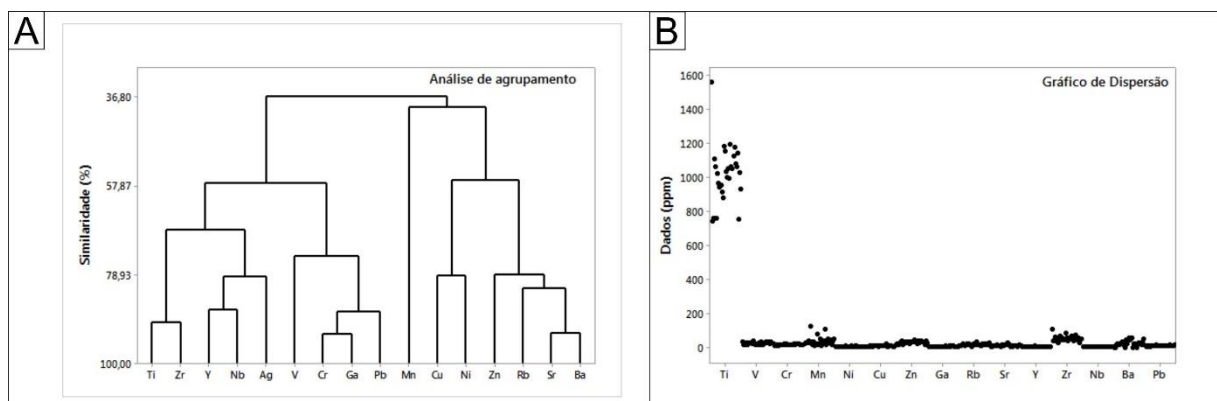 A
Análise de agrupamento
Similaridade (%)
36,80
57,87
78,93
100,00
Ti Zr Y Nb Ag V Cr Ga Pb Mn Cu Ni Zn Rb Sr Ba
B
Gráfico de Dispersão
Dados (ppm)
1600
1400
1200
1000
800
600
400
200
0
Ti V Cr Mn Ni Cu Zn Ga Rb Sr Y Zr Nb Ba Pb